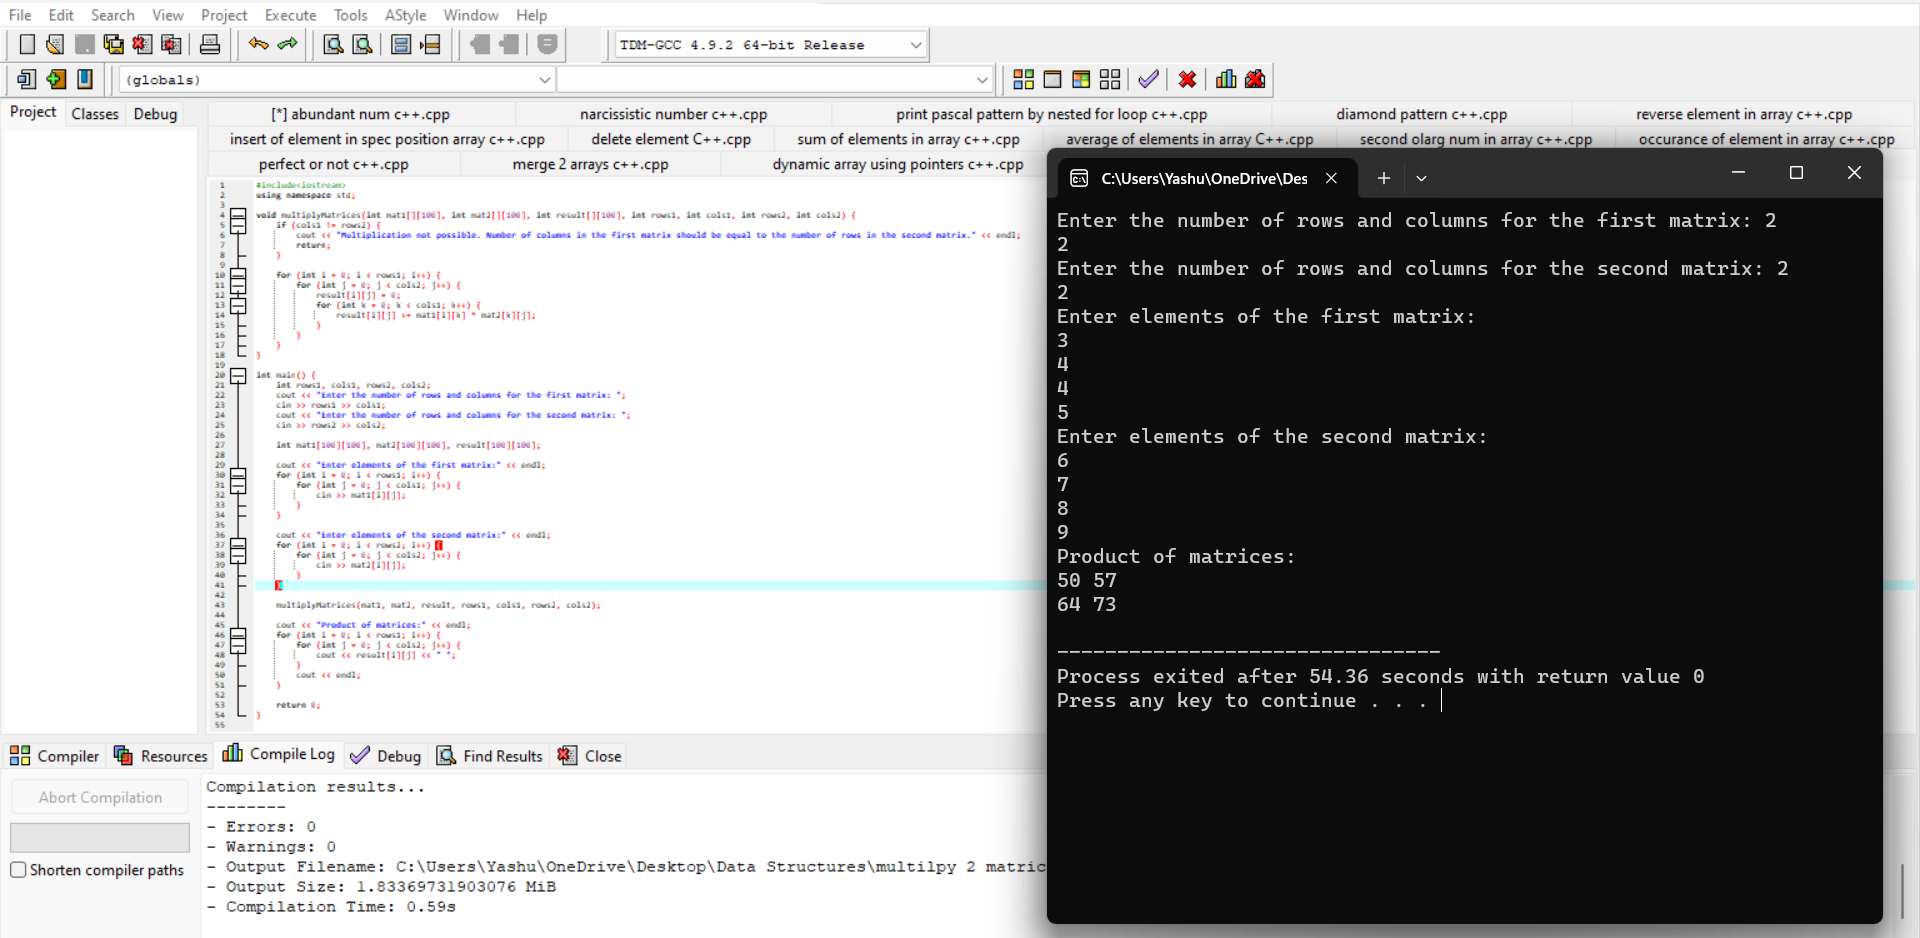 File Edit Search View Project Execute Tools AStyle Window Help
TDM-GCC 4.9.2 64-bit Release
(globals)
Project Classes Debug
[*] abundant num c++.cpp narcissistic number c++.cpp print pascal pattern by nested for loop c++.cpp diamond pattern c++.cpp reverse element in array c++.cpp
insert of element in spec position array c++.cpp delete element C++.cpp sum of elements in array c++.cpp average of elements in array C++.cpp second olarg num in array c++.cpp occurance of element in array c++.cpp
perfect or not c++.cpp merge 2 arrays c++.cpp dynamic array using pointers c++.cpp
1 #include<iostream>
2 using namespace std;
3
4 void multiplyMatrices(int mat1[][100], int mat2[][100], int result[][100], int rows1, int cols1, int rows2, int cols2) {
5 if (cols1 != rows2) {
6 cout << "Multiplication not possible. Number of columns in the first matrix should be equal to the number of rows in the second matrix." << endl;
7 return;
8 }
9
10 for (int i = 0; i < rows1; i++) {
11 for (int j = 0; j < cols2; j++) {
12 result[i][j] = 0;
13 for (int k = 0; k < cols1; k++) {
14 result[i][j] += mat1[i][k] * mat2[k][j];
15 }
16 }
17 }
18 }
19
20 int main() {
21 int rows1, cols1, rows2, cols2;
22 cout << "Enter the number of rows and columns for the first matrix: ";
23 cin >> rows1 >> cols1;
24 cout << "Enter the number of rows and columns for the second matrix: ";
25 cin >> rows2 >> cols2;
26
27 int mat1[100][100], mat2[100][100], result[100][100];
28
29 cout << "Enter elements of the first matrix:" << endl;
30 for (int i = 0; i < rows1; i++) {
31 for (int j = 0; j < cols1; j++) {
32 cin >> mat1[i][j];
33 }
34 }
35
36 cout << "Enter elements of the second matrix:" << endl;
37 for (int i = 0; i < rows2; i++) {
38 for (int j = 0; j < cols2; j++) {
39 cin >> mat2[i][j];
40 }
41 }
42
43 multiplyMatrices(mat1, mat2, result, rows1, cols1, rows2, cols2);
44
45 cout << "Product of matrices:" << endl;
46 for (int i = 0; i < rows1; i++) {
47 for (int j = 0; j < cols2; j++) {
48 cout << result[i][j] << " ";
49 }
50 cout << endl;
51 }
52
53 return 0;
54 }
55
C:\Users\Yashu\OneDrive\Des
Enter the number of rows and columns for the first matrix: 2
2
Enter the number of rows and columns for the second matrix: 2
2
Enter elements of the first matrix:
3
4
4
5
Enter elements of the second matrix:
6
7
8
9
Product of matrices:
50 57
64 73
--------------------------------
Process exited after 54.36 seconds with return value 0
Press any key to continue . . .
Compiler Resources Compile Log Debug Find Results Close
Abort Compilation
Shorten compiler paths
Compilation results...
--------
- Errors: 0
- Warnings: 0
- Output Filename: C:\Users\Yashu\OneDrive\Desktop\Data Structures\multilpy 2 matric
- Output Size: 1.83369731903076 MiB
- Compilation Time: 0.59s